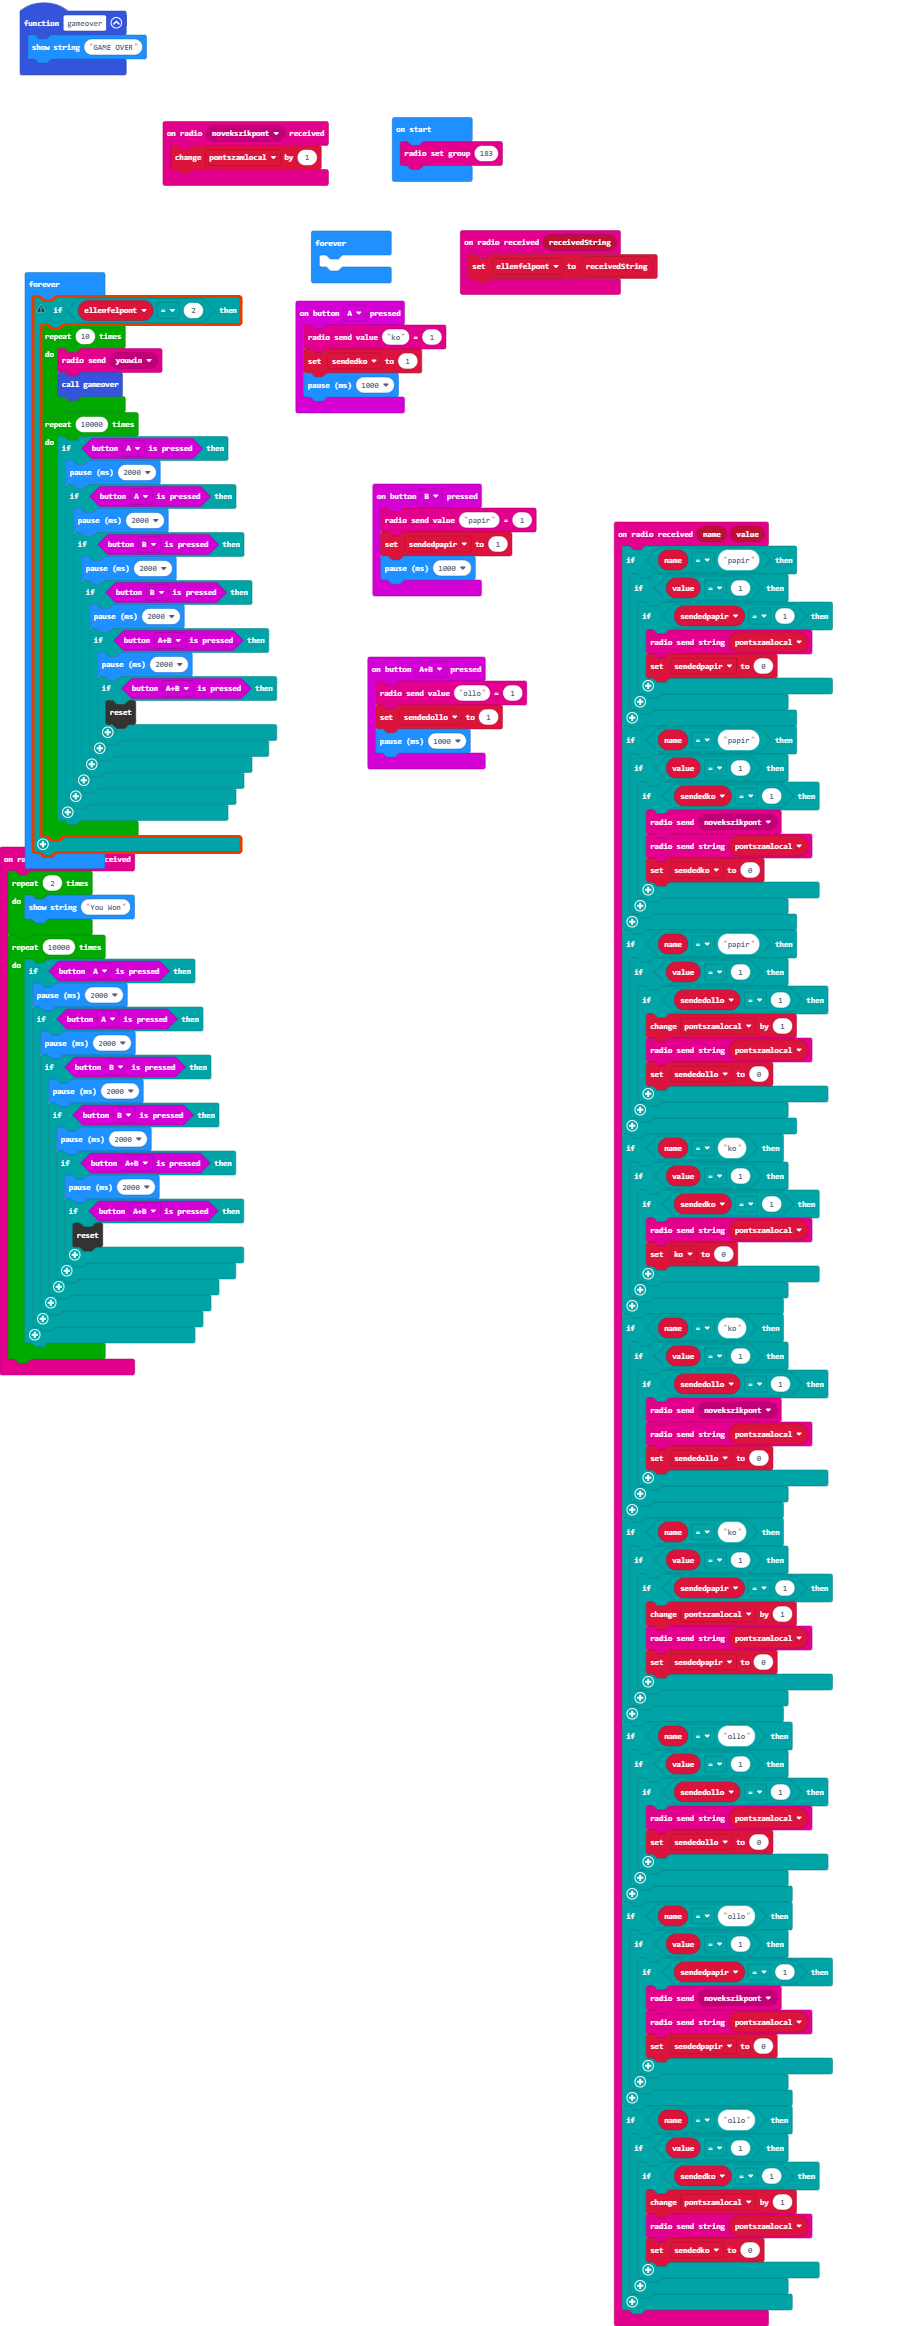 function gameover
show string "GAME OVER"
on radio novekszikpont received
change pontszamlocal by 1
on start
radio set group 183
forever
on radio received receivedString
set ellenfelpont to receivedString
forever
if ellenfelpont = 2 then
repeat 10 times
do
radio send youwin
call gameover
repeat 10000 times
do
if button A is pressed then
pause (ms) 2000
if button A is pressed then
pause (ms) 2000
if button B is pressed then
pause (ms) 2000
if button B is pressed then
pause (ms) 2000
if button A+B is pressed then
pause (ms) 2000
if button A+B is pressed then
reset
on button A pressed
radio send value "ko" = 1
set sendedko to 1
pause (ms) 1000
on button B pressed
radio send value "papir" = 1
set sendedpapir to 1
pause (ms) 1000
on button A+B pressed
radio send value "ollo" = 1
set sendedollo to 1
pause (ms) 1000
repeat 2 times
do
show string "You Won"
repeat 10000 times
do
if button A is pressed then
pause (ms) 2000
if button A is pressed then
pause (ms) 2000
if button B is pressed then
pause (ms) 2000
if button B is pressed then
pause (ms) 2000
if button A+B is pressed then
pause (ms) 2000
if button A+B is pressed then
reset
on radio received name value
if name = "papir" then
if value = 1 then
if sendedpapir = 1 then
radio send string pontszamlocal
set sendedpapir to 0
if name = "papir" then
if value = 1 then
if sendedko = 1 then
radio send novekszikpont
radio send string pontszamlocal
set sendedko to 0
if name = "papir" then
if value = 1 then
if sendedollo = 1 then
change pontszamlocal by 1
radio send string pontszamlocal
set sendedollo to 0
if name = "ko" then
if value = 1 then
if sendedko = 1 then
radio send string pontszamlocal
set ko to 0
if name = "ko" then
if value = 1 then
if sendedollo = 1 then
radio send novekszikpont
radio send string pontszamlocal
set sendedollo to 0
if name = "ko" then
if value = 1 then
if sendedpapir = 1 then
change pontszamlocal by 1
radio send string pontszamlocal
set sendedpapir to 0
if name = "ollo" then
if value = 1 then
if sendedollo = 1 then
radio send string pontszamlocal
set sendedollo to 0
if name = "ollo" then
if value = 1 then
if sendedpapir = 1 then
radio send novekszikpont
radio send string pontszamlocal
set sendedpapir to 0
if name = "ollo" then
if value = 1 then
if sendedko = 1 then
change pontszamlocal by 1
radio send string pontszamlocal
set sendedko to 0